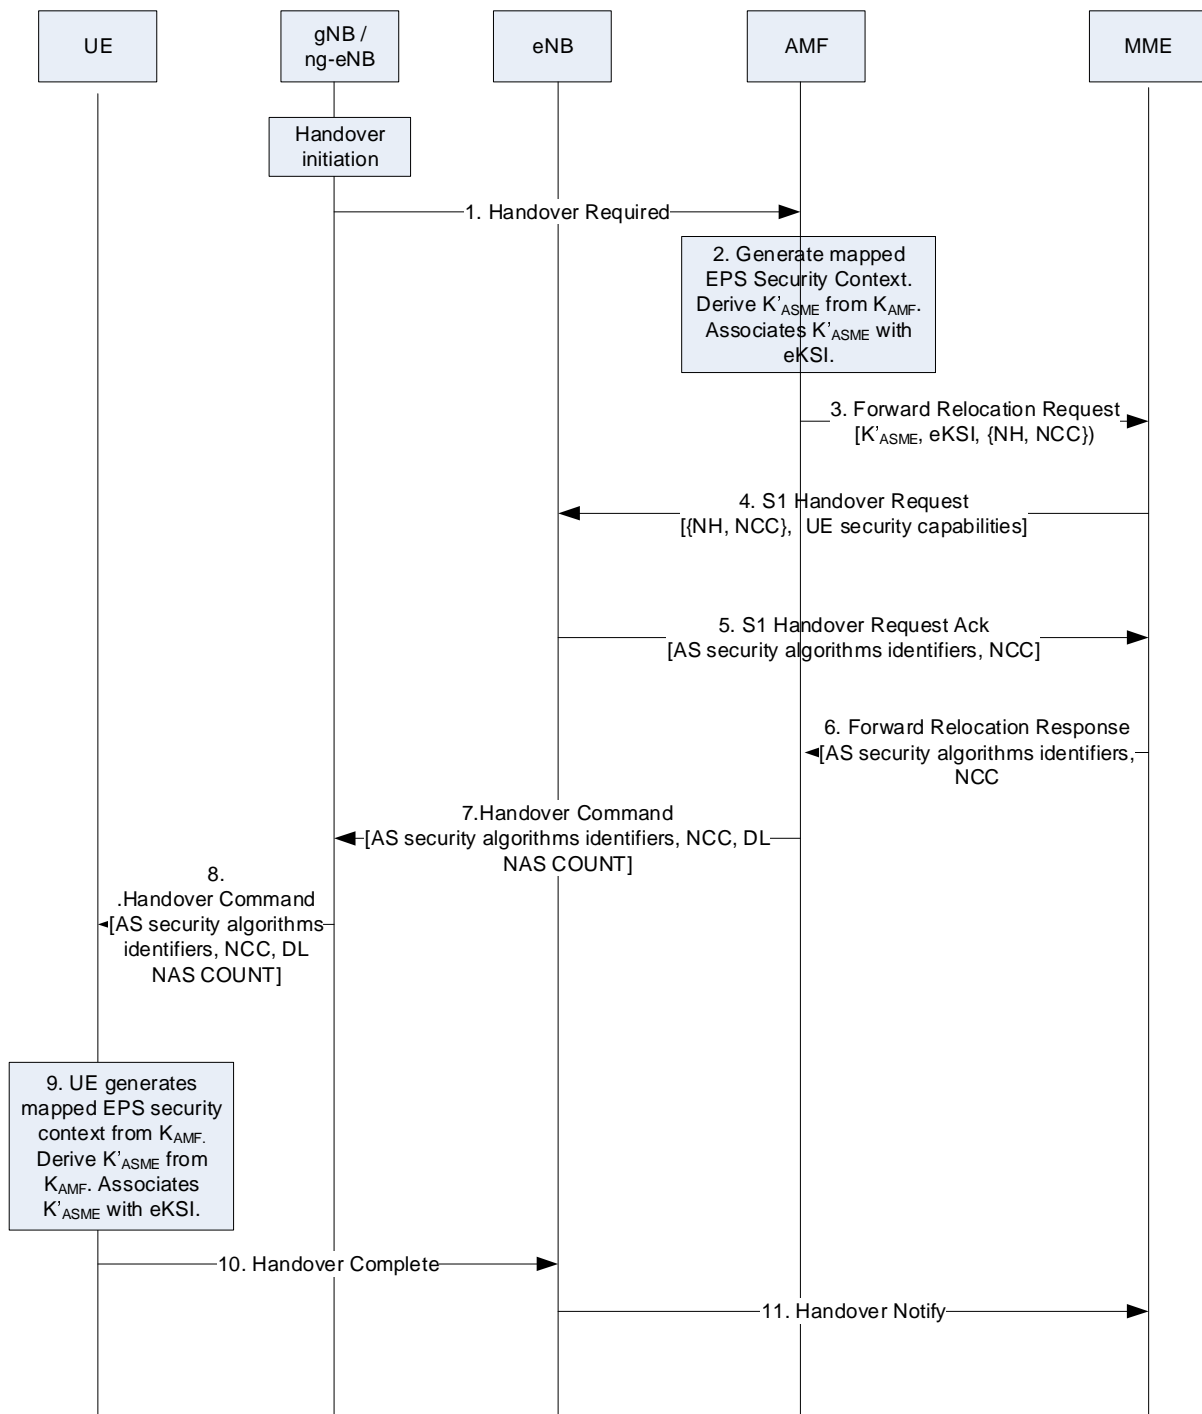 UE
gNB /
ng-eNB
eNB
AMF
MME
Handover
initiation
1. Handover Required
2. Generate mapped
EPS Security Context.
Derive K’ASME from KAMF.
Associates K’ASME with
eKSI.
3. Forward Relocation Request
[K’ASME, eKSI, {NH, NCC})
4. S1 Handover Request
[{NH, NCC}, UE security capabilities]
5. S1 Handover Request Ack
[AS security algorithms identifiers, NCC]
6. Forward Relocation Response
[AS security algorithms identifiers,
NCC
7.Handover Command
[AS security algorithms identifiers, NCC, DL
NAS COUNT]
8.
.Handover Command
[AS security algorithms
identifiers, NCC, DL
NAS COUNT]
9. UE generates
mapped EPS security
context from KAMF.
Derive K’ASME from
KAMF. Associates
K’ASME with eKSI.
10. Handover Complete
11. Handover Notify